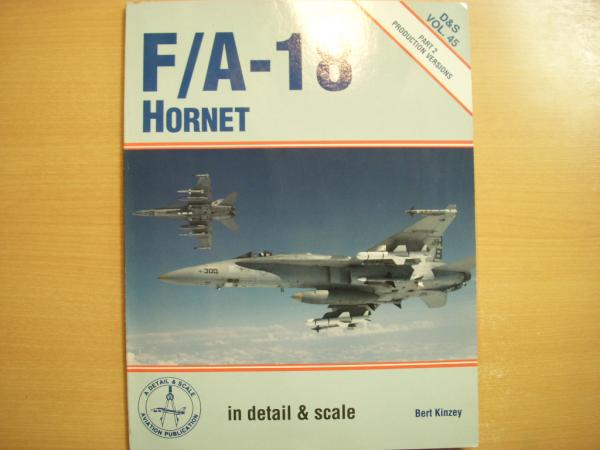 D&S
VOL. 45
PART 2
PRODUCTION VERSIONS
F/A-18
HORNET
300
in detail & scale
Bert Kinzey
A DETAIL & SCALE
AVIATION PUBLICATION